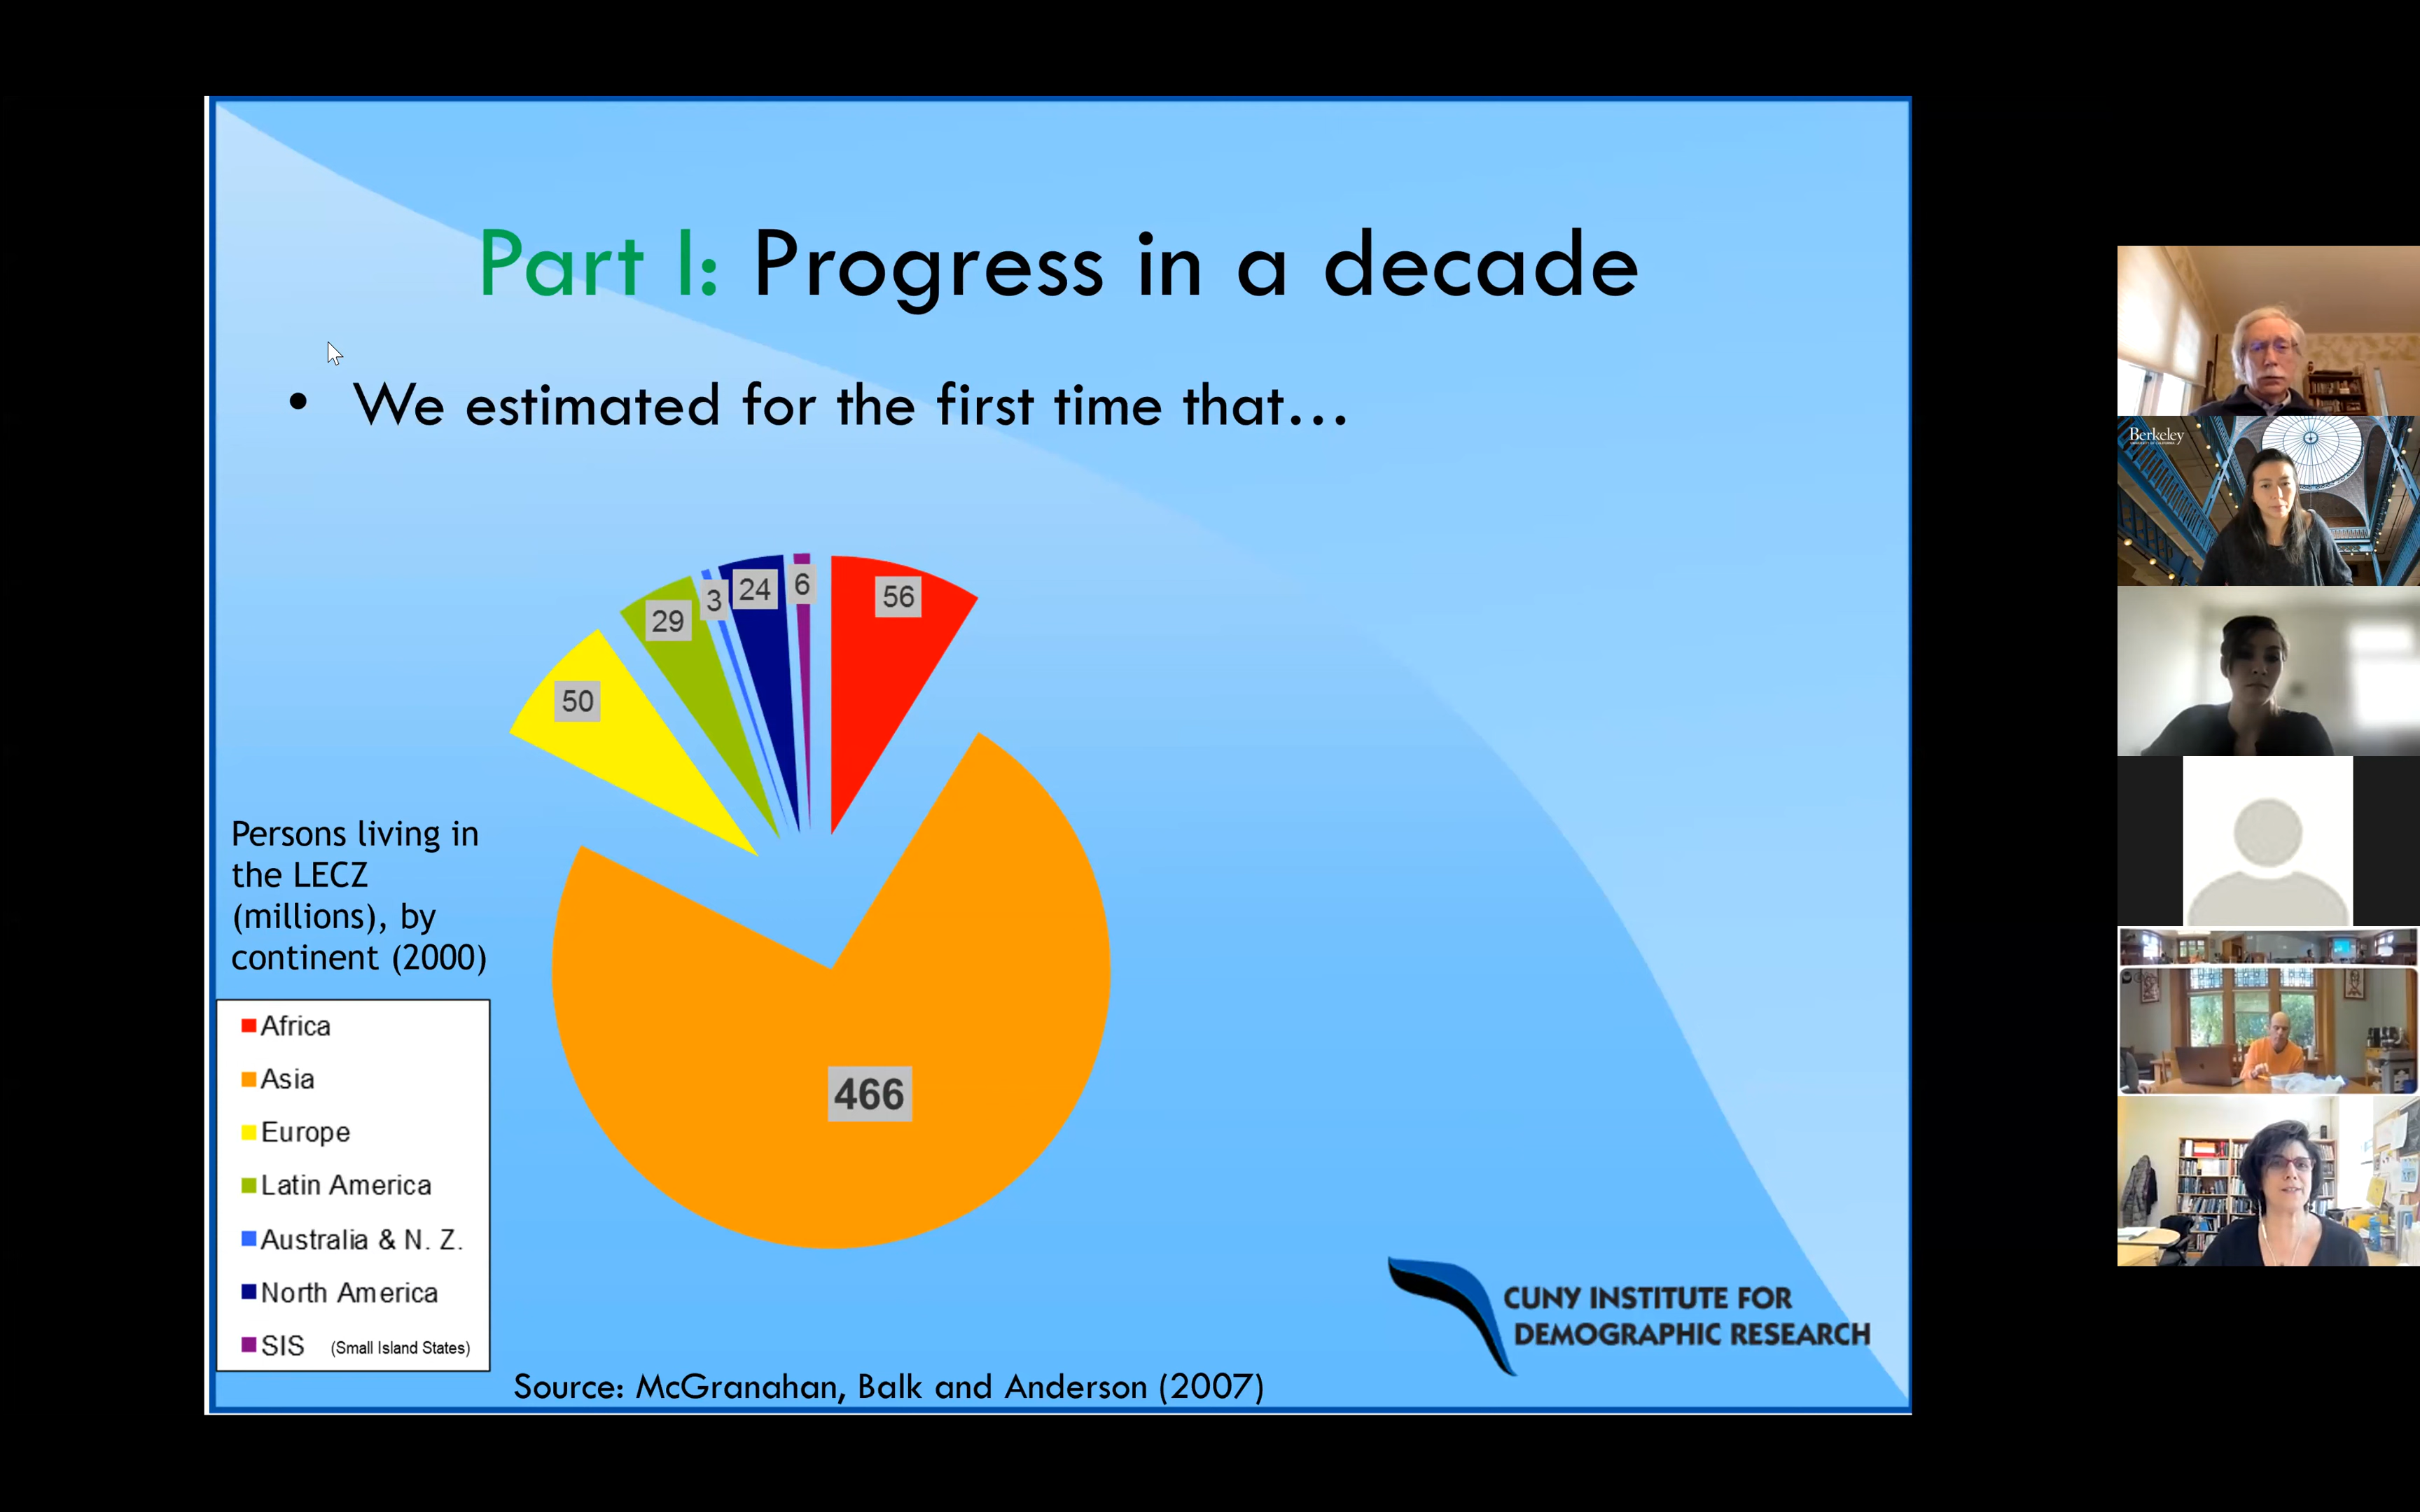 Part I: Progress in a decade
• We estimated for the first time that...
56
466
50
29
3
24
6
Persons living in
the LECZ
(millions), by
continent (2000)
Africa
Asia
Europe
Latin America
Australia & N. Z.
North America
SIS (Small Island States)
Source: McGranahan, Balk and Anderson (2007)
CUNY INSTITUTE FOR
DEMOGRAPHIC RESEARCH
Berkeley